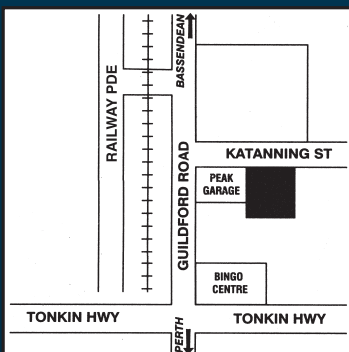 BASSENDEAN
RAILWAY PDE
GUILDFORD ROAD
KATANNING ST
PEAK
GARAGE
BINGO
CENTRE
TONKIN HWY
TONKIN HWY
PERTH